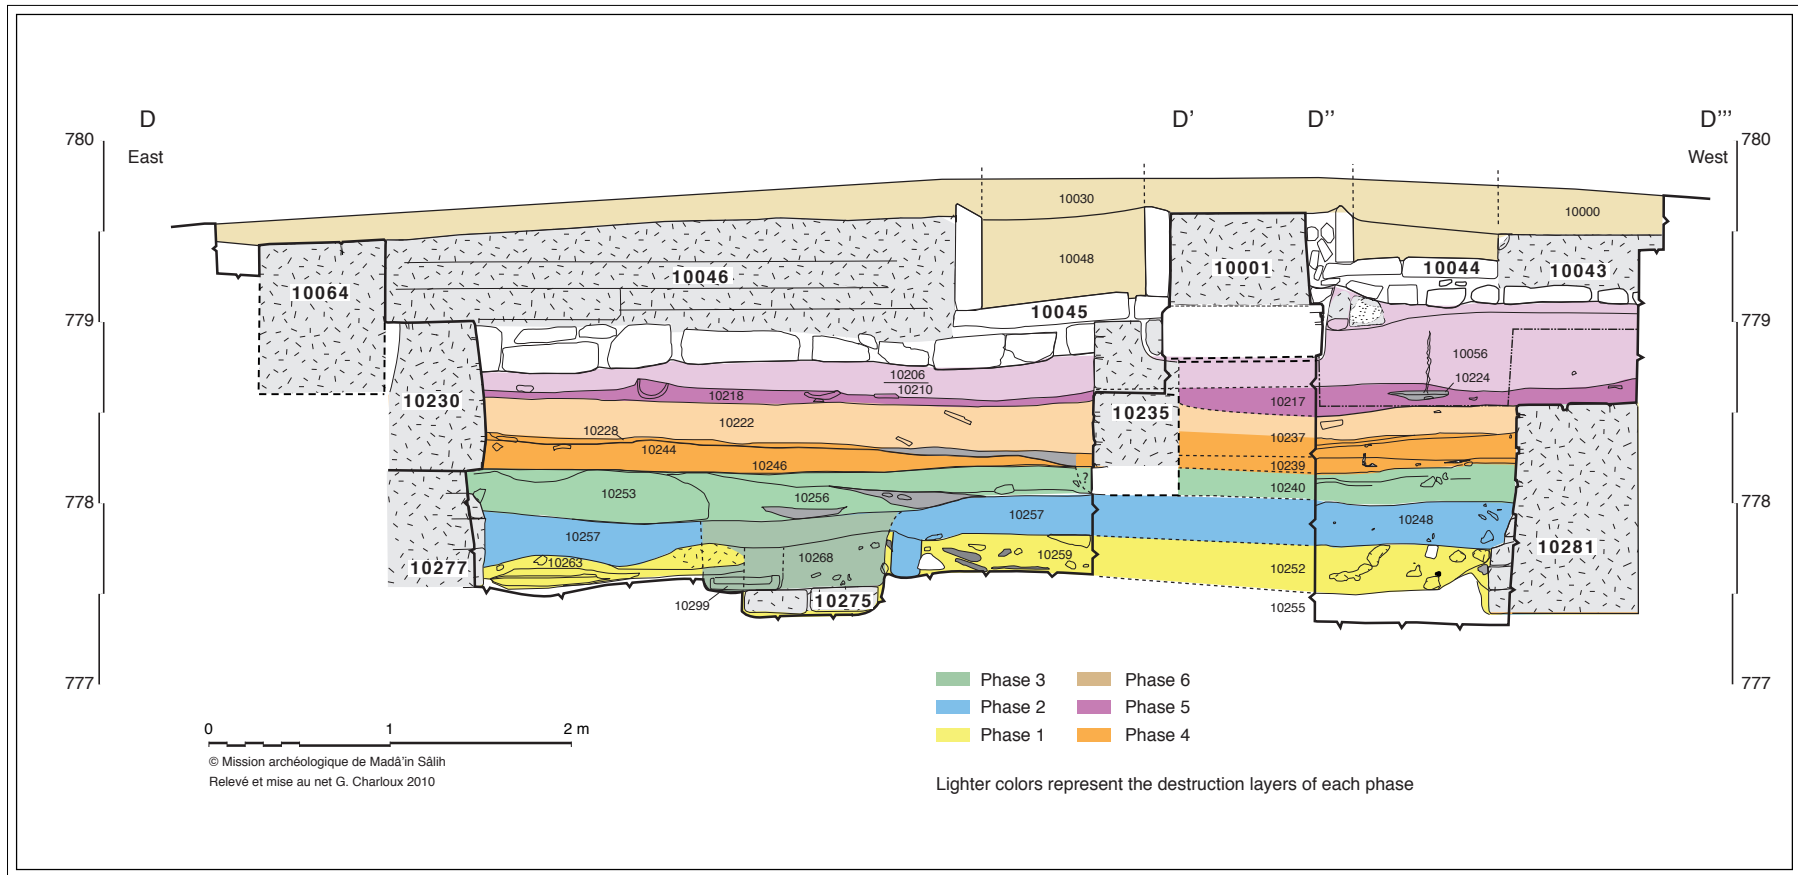 D D' D'' D'''
780 East West 780
10030
10000
10048
10046 10001 10044 10043
10064
779 10045 779
10056
10206
10224
10210
10218 10217
10230 10235
10222
10228 10237
10244
10246 10239
10253 10256 10240
778 778
10257 10248
10257
10281
10259
10263 10268
10277 10252
10299 10275 10255
777 777
Phase 3 Phase 6
Phase 2 Phase 5
Phase 1 Phase 4
0 1 2 m
© Mission archéologique de Madâ'in Sâlih
Relevé et mise au net G. Charloux 2010
Lighter colors represent the destruction layers of each phase